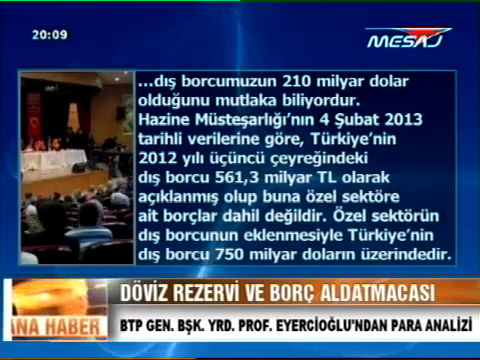 20:09
MESAJ
...dış borcumuzun 210 milyar dolar
olduğunu mutlaka biliyordur.
Hazine Müsteşarlığı'nın 4 Şubat 2013
tarihli verilerine göre, Türkiye'nin
2012 yılı üçüncü çeyreğindeki
dış borcu 561,3 milyar TL olarak
açıklanmış olup buna özel sektöre
ait borçlar dahil değildir. Özel sektörün
dış borcunun eklenmesiyle Türkiye'nin
dış borcu 750 milyar doların üzerindedir.
DÖVİZ REZERVİ VE BORÇ ALDATMACASI
ANA HABER
BTP GEN. BŞK. YRD. PROF. EYERCİOĞLU'NDAN PARA ANALİZİ